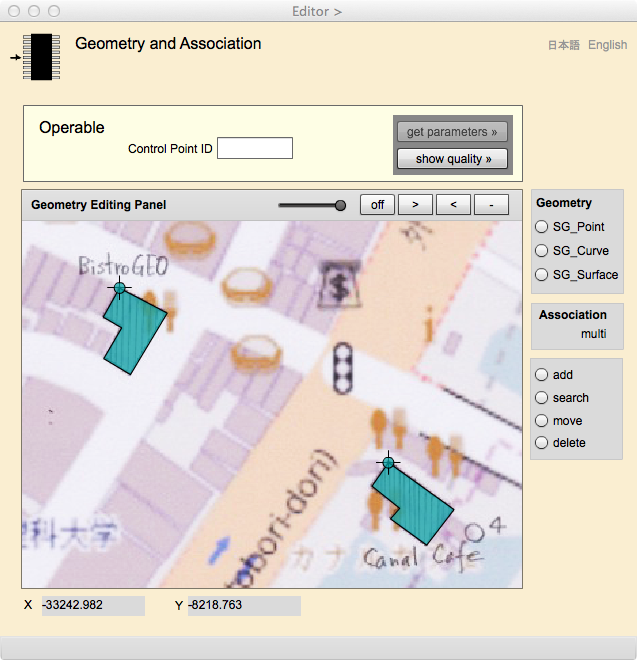 Editor >
Geometry and Association
日本語 English
Operable
Control Point ID
get parameters »
show quality »
Geometry Editing Panel
off > < -
Geometry
SG_Point
SG_Curve
SG_Surface
Association
multi
add
search
move
delete
BistroGEO
$
i
obori-dori)
科大学
カナ
4
Canal Cafe
X -33242.982 Y -8218.763